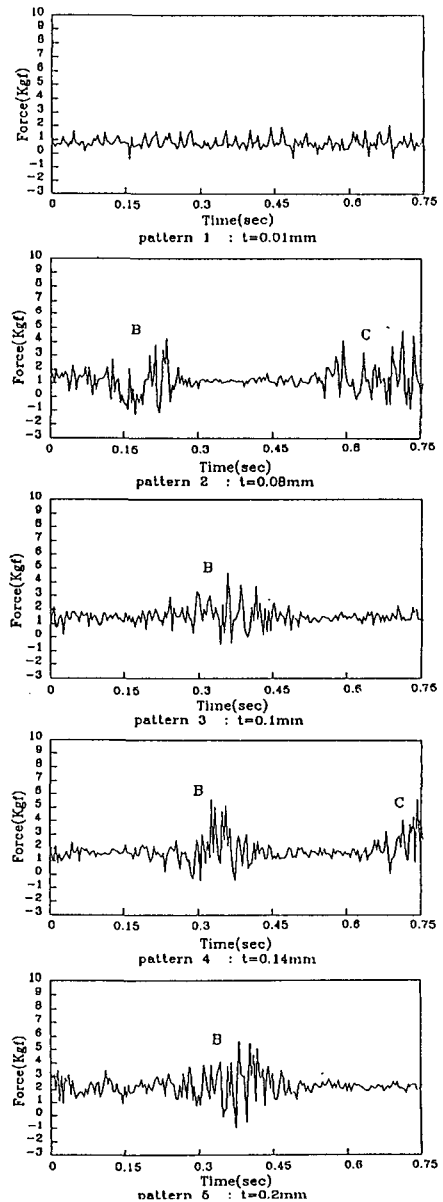 10
9
8
7
6
5
4
3
2
1
0
-1
-2
-3
Force(Kgf)
0 0.15 0.3 0.45 0.6 0.75
Time(sec)
pattern 1 : t=0.01mm
10
9
8
7
6
5
4
3
2
1
0
-1
-2
-3
Force(Kgf)
B
C
0 0.15 0.3 0.45 0.6 0.75
Time(sec)
pattern 2 : t=0.08mm
10
9
8
7
6
5
4
3
2
1
0
-1
-2
-3
Force(Kgf)
B
0 0.15 0.3 0.45 0.6 0.75
Time(sec)
pattern 3 : t=0.1mm
10
9
8
7
6
5
4
3
2
1
0
-1
-2
-3
Force(Kgf)
B
C
0 0.15 0.3 0.45 0.6 0.75
Time(sec)
pattern 4 : t=0.14mm
10
9
8
7
6
5
4
3
2
1
0
-1
-2
-3
Force(Kgf)
B
0 0.15 0.3 0.45 0.6 0.75
Time(sec)
pattern 5 : t=0.2mm